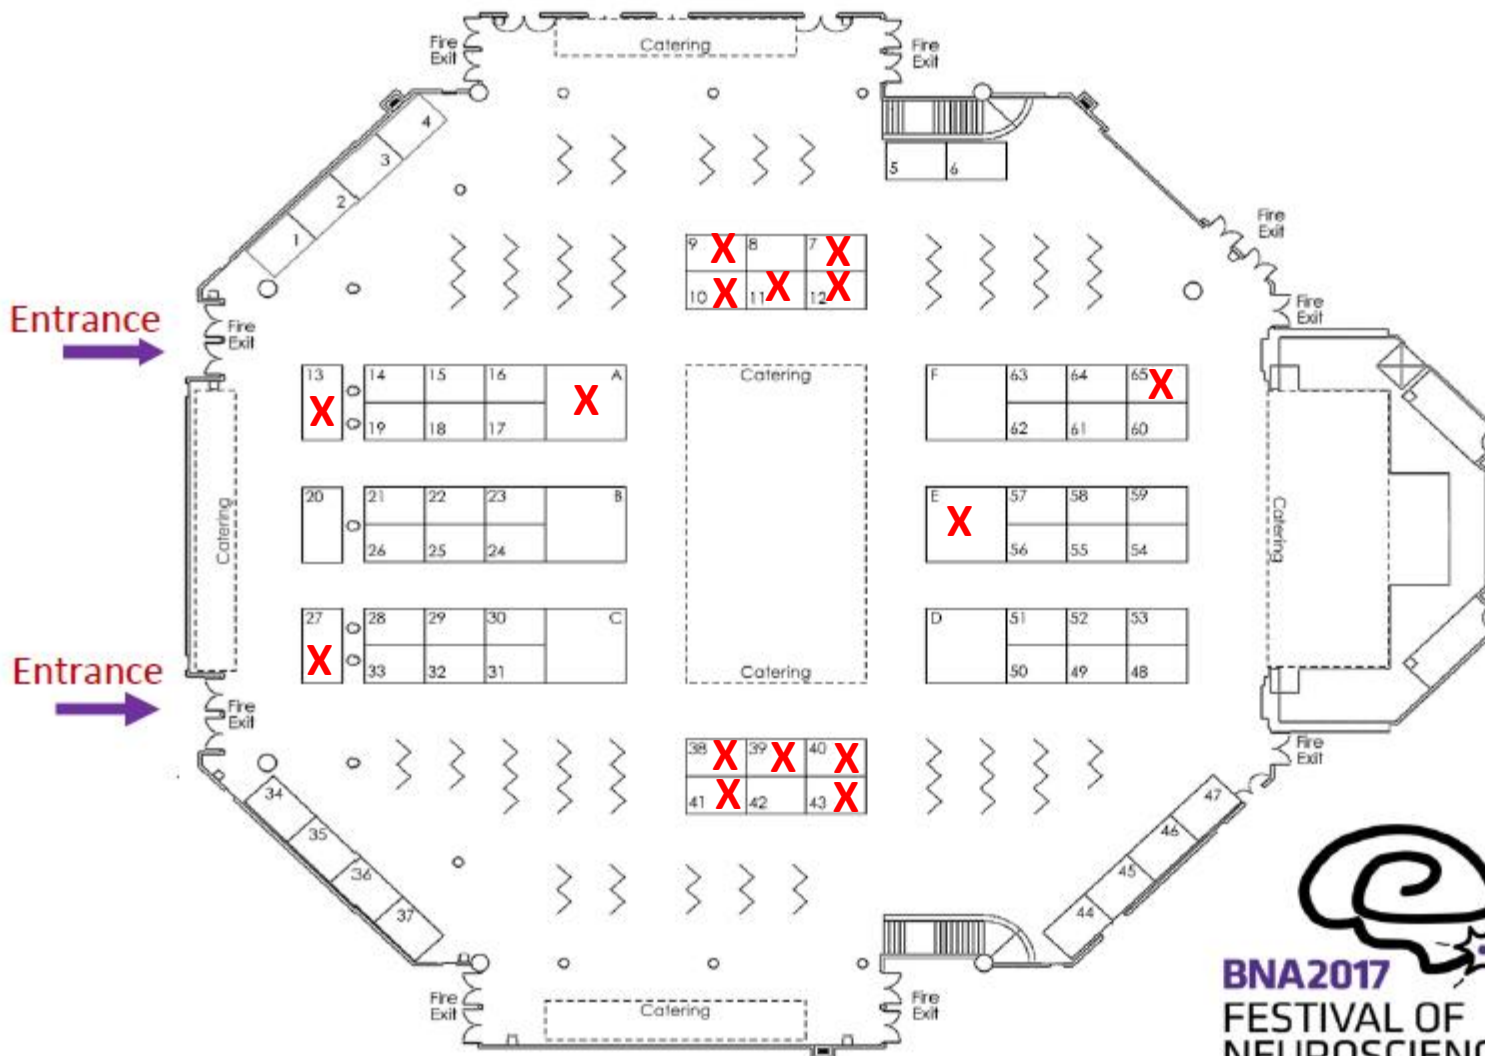 Catering
Fire
Exit
Fire
Exit
4
3
2
1
5 6
Fire
Exit
9 X 8 7 X
10 X 11 X 12 X
Entrance
Fire
Exit
Fire
Exit
13 14 15 16 A
X X
19 18 17
Catering
F 63 64 65 X
62 61 60
20 21 22 23 B
26 25 24
E 57 58 59
X
56 55 54
Catering
Catering
27 28 29 30 C
X
33 32 31
D 51 52 53
50 49 48
Catering
Entrance
Fire
Exit
38 X 39 X 40 X
41 X 42 43 X
Fire
Exit
34
35
36
37
47
46
45
44
Fire
Exit
Catering
Fire
Exit
BNA2017
FESTIVAL OF
NEUROSCIENC